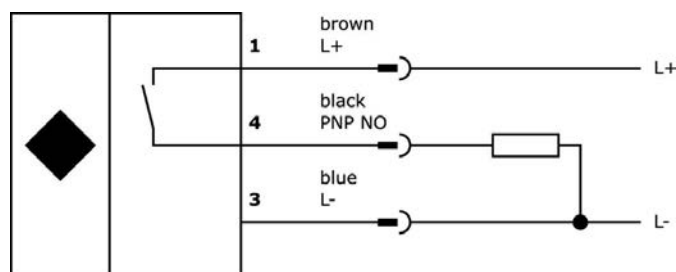 brown
1 L+
L+
black
4 PNP NO
blue
3 L-
L-